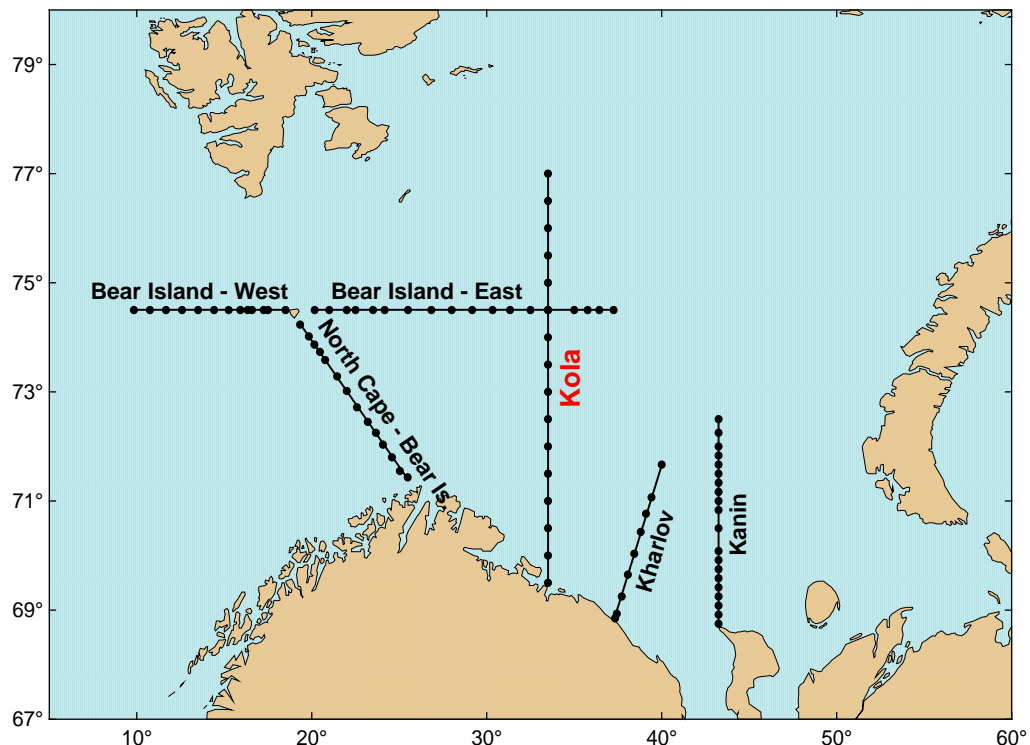 79°
77°
75°
73°
71°
69°
67°
Bear Island - West
Bear Island - East
North Cape - Bear Is.
Kola
Kharlov
Kanin
10°
20°
30°
40°
50°
60°